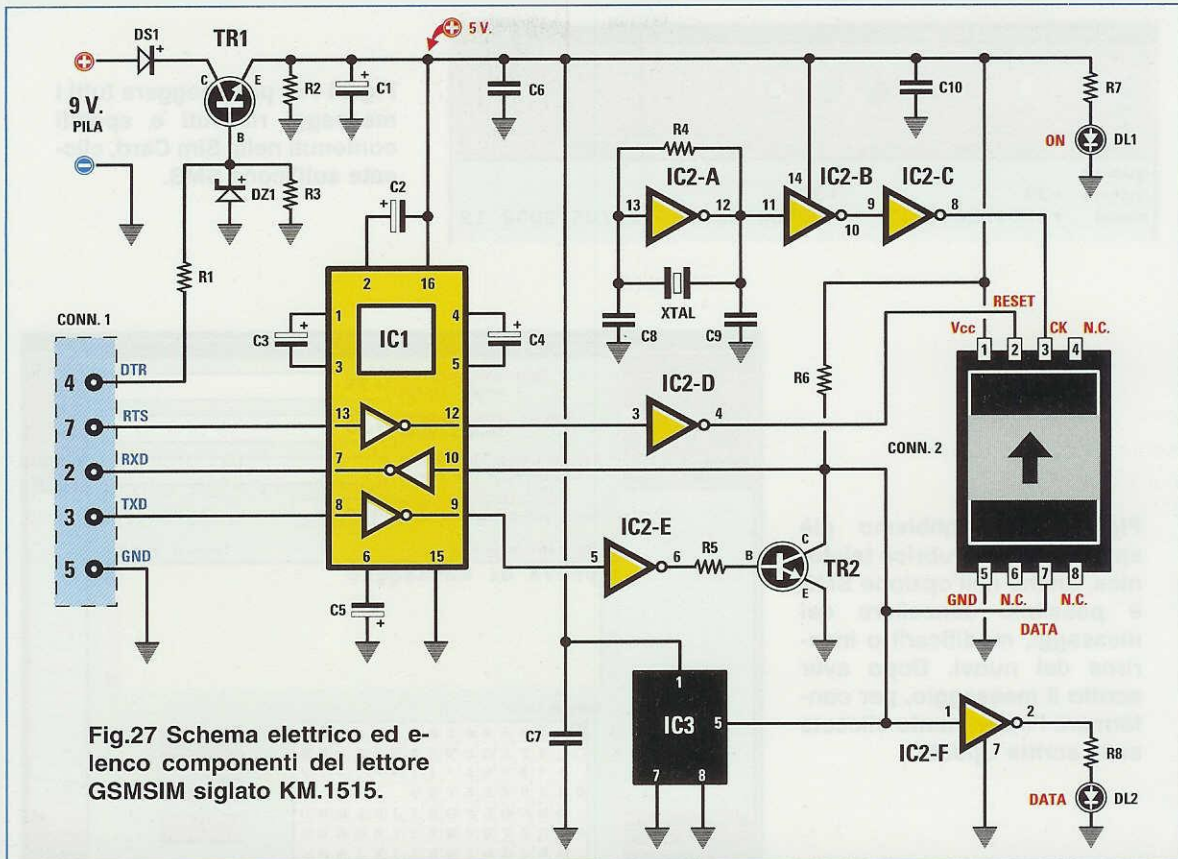 DS1
TR1
5 V.
C
E
B
R2
C1
C6
C10
R7
9 V.
PILA
ON
DL1
R4
IC2-A
IC2-B
IC2-C
14
13
12
11
10
9
8
C2
DZ1
R3
R1
2
16
XTAL
C8
C9
RESET
Vcc
CK
N.C.
1
2
3
4
CONN. 1
1
3
C3
IC1
4
5
C4
R6
4
DTR
7
RTS
13
12
IC2-D
3
4
2
RXD
7
10
CONN. 2
3
TXD
8
9
IC2-E
5
6
R5
B
C
E
TR2
5
GND
6
15
C5
5
6
7
8
GND
N.C.
N.C.
DATA
C7
1
IC3
5
7
8
1
2
7
IC2-F
R8
DATA
DL2
Fig.27 Schema elettrico ed e-
lenco componenti del lettore
GSMSIM siglato KM.1515.